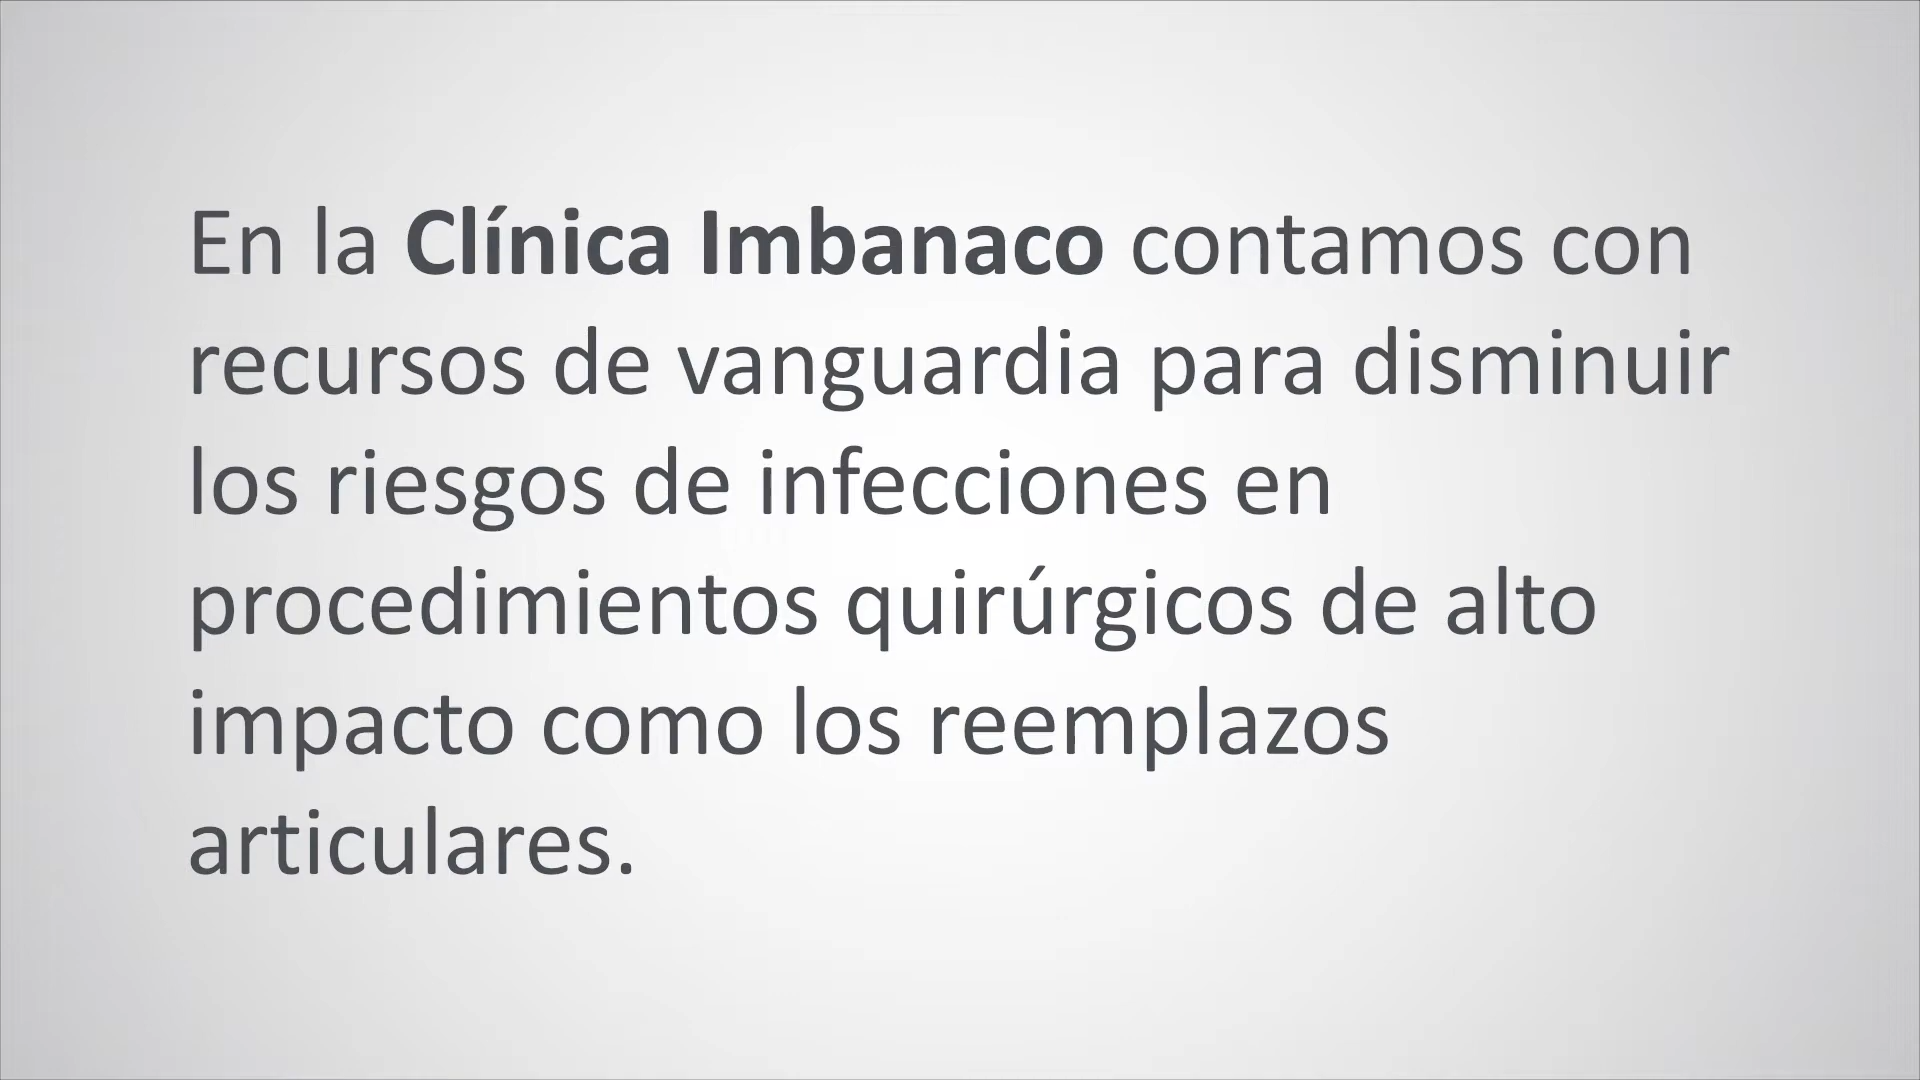 En la Clínica Imbanaco contamos con
recursos de vanguardia para disminuir
los riesgos de infecciones en
procedimientos quirúrgicos de alto
impacto como los reemplazos
articulares.